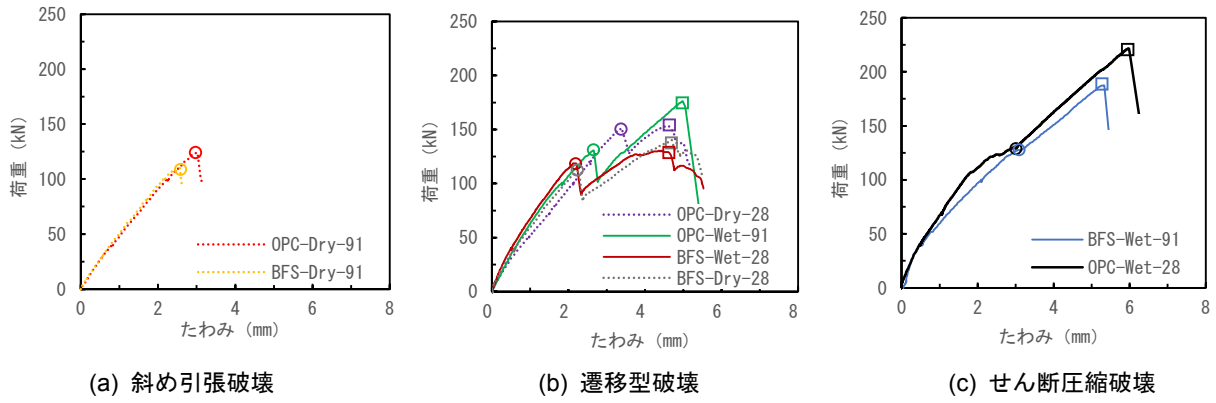 250
200
150
100
50
0
荷重 (kN)
0 2 4 6 8
たわみ (mm)
OPC-Dry-91
BFS-Dry-91
(a) 斜め引張破壊
250
200
150
100
50
0
荷重 (kN)
0 2 4 6 8
たわみ (mm)
OPC-Dry-28
OPC-Wet-91
BFS-Wet-28
BFS-Dry-28
(b) 遷移型破壊
250
200
150
100
50
0
荷重 (kN)
0 2 4 6 8
たわみ (mm)
BFS-Wet-91
OPC-Wet-28
(c) せん断圧縮破壊